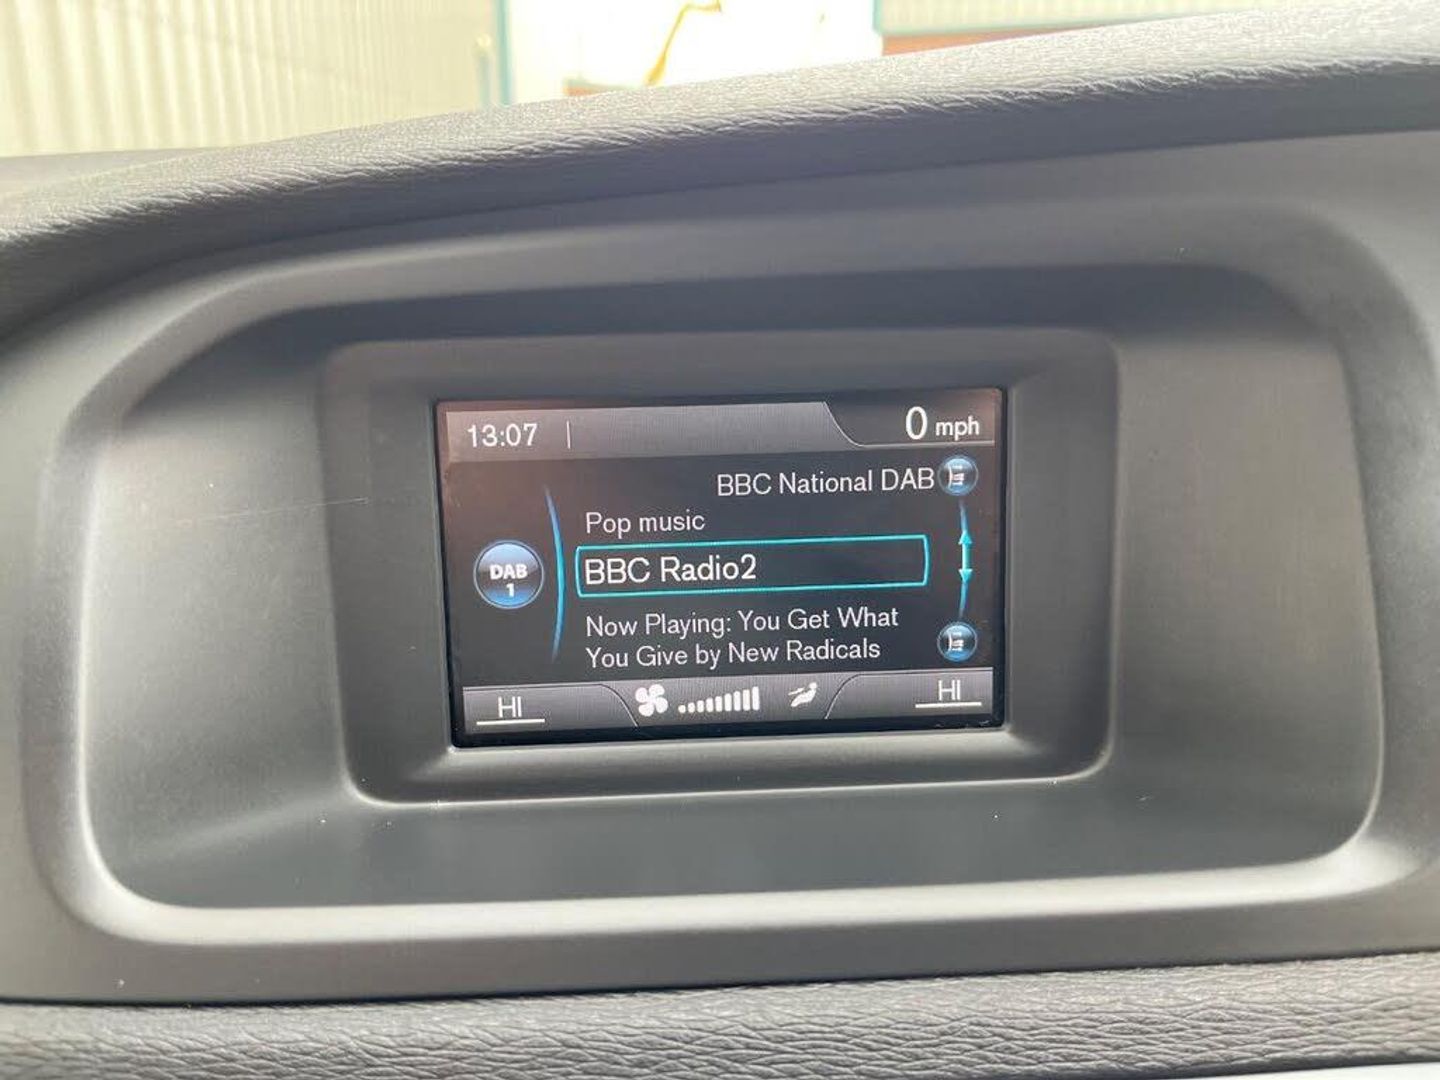 13:07
0 mph
BBC National DAB
Pop music
DAB
1
BBC Radio2
Now Playing: You Get What
You Give by New Radicals
HI
HI